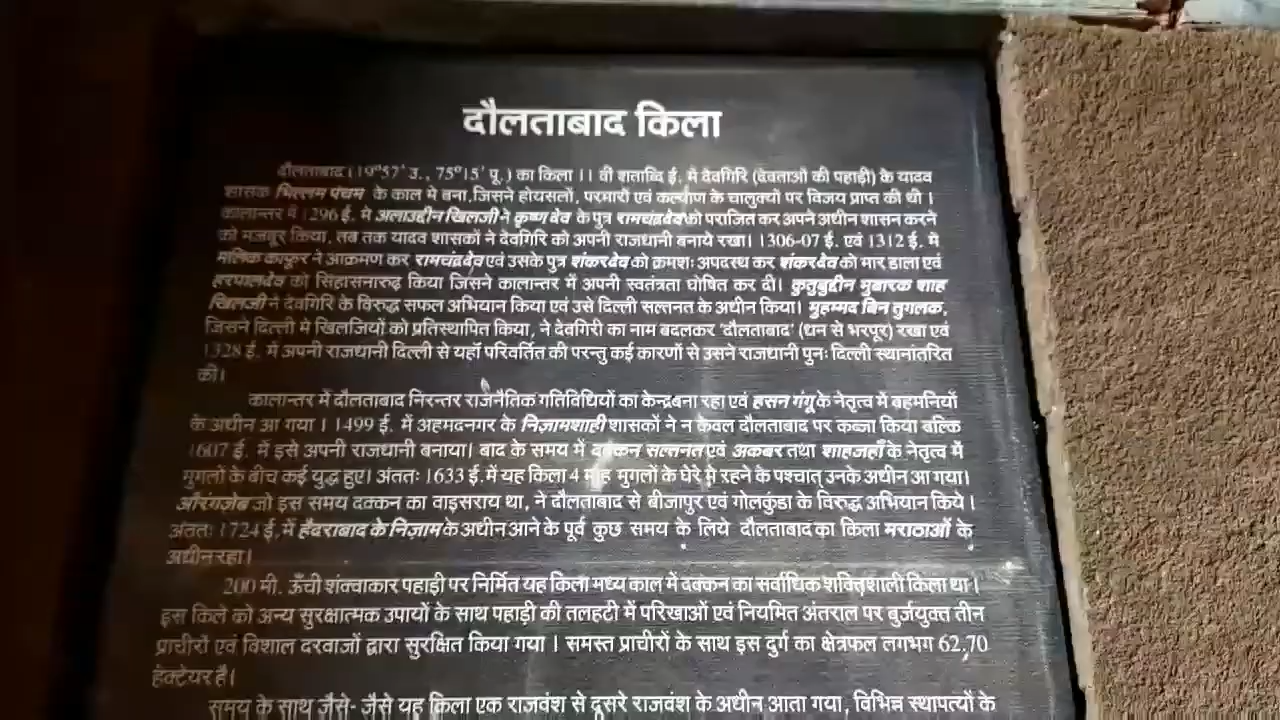 दौलताबाद किला
दौलताबाद (19°57' उ., 75°15' पू.) का किला 11 वी शताब्दि ई. मे देवगिरि (देवताओं की पहाड़ी) के यादव
शासक भिल्लम पंचम के काल मे बना,जिसने होयसलों, परमारों एवं कल्याण के चालुक्यों पर विजय प्राप्त की थी ।
कालान्तर में 1296 ई. मे अलाउद्दीन खिलजी ने कृष्ण देव के पुत्र रामचंद्रदेव को पराजित कर अपने अधीन शासन करने
को मजबूर किया, तब तक यादव शासकों ने देवगिरि को अपनी राजधानी बनाये रखा। 1306-07 ई. एवं 1312 ई. मे
मलिक काफूर ने आक्रमण कर रामचंद्रदेव एवं उसके पुत्र शंकरदेव को क्रमशः अपदस्थ कर शंकरदेव को मार डाला एवं
हरपालदेव को सिंहासनारुढ़ किया जिसने कालान्तर में अपनी स्वतंत्रता घोषित कर दी। कुतुबुद्दीन मुबारक शाह
खिलजी ने देवगिरि के विरुद्ध सफल अभियान किया एवं उसे दिल्ली सल्तनत के अधीन किया। मुहम्मद बिन तुगलक,
जिसने दिल्ली मे खिलजियों को प्रतिस्थापित किया, ने देवगिरी का नाम बदलकर 'दौलताबाद' (धन से भरपूर) रखा एवं
1328 ई. में अपनी राजधानी दिल्ली से यहाँ परिवर्तित की परन्तु कई कारणों से उसने राजधानी पुनः दिल्ली स्थानांतरित
की।
कालान्तर में दौलताबाद निरन्तर राजनैतिक गतिविधियों का केन्द्रबना रहा एवं हसन गंगू के नेतृत्व में बहमनियों
के अधीन आ गया । 1499 ई. में अहमदनगर के निज़ामशाही शासकों ने न केवल दौलताबाद पर कब्जा किया बल्कि
1607 ई. में इसे अपनी राजधानी बनाया। बाद के समय में दक्कन सल्तनत एवं अकबर तथा शाहजहाँ के नेतृत्व में
मुगलों के बीच कई युद्ध हुए। अंततः 1633 ई. में यह किला 4 माह मुगलों के घेरे मे रहने के पश्चात् उनके अधीन आ गया।
औरंगज़ेब जो इस समय दक्कन का वाइसराय था, ने दौलताबाद से बीजापुर एवं गोलकुंडा के विरुद्ध अभियान किये ।
अंततः 1724 ई. में हैदराबाद के निज़ाम के अधीन आने के पूर्व कुछ समय के लिये दौलताबाद का किला मराठाओं के
अधीन रहा।
200 मी. ऊँची शंक्वाकार पहाड़ी पर निर्मित यह किला मध्य काल में दक्कन का सर्वाधिक शक्तिशाली किला था ।
इस किले को अन्य सुरक्षात्मक उपायों के साथ पहाड़ी की तलहटी में परिखाओं एवं नियमित अंतराल पर बुर्जयुक्त तीन
प्राचीरों एवं विशाल दरवाजों द्वारा सुरक्षित किया गया । समस्त प्राचीरों के साथ इस दुर्ग का क्षेत्रफल लगभग 62.70
हेक्टेयर है।
समय के साथ जैसे- जैसे यह किला एक राजवंश से दूसरे राजवंश के अधीन आता गया, विभिन्न स्थापत्यों के